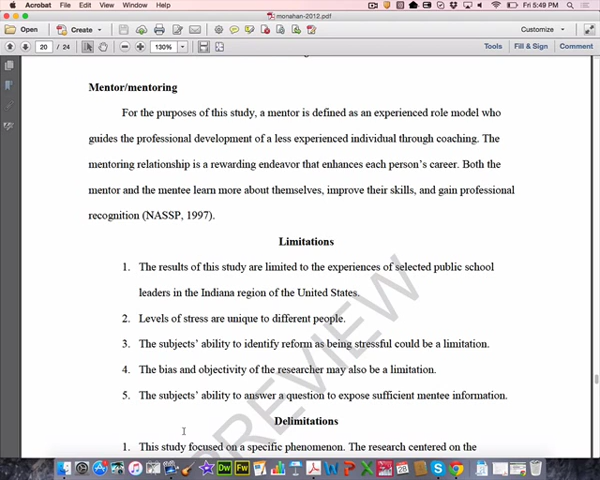 Acrobat File Edit View Window Help Fri 5:49 PM
monahan-2012.pdf
Open Create Customize
20 / 24 130% Tools Fill & Sign Comment
Mentor/mentoring
For the purposes of this study, a mentor is defined as an experienced role model who
guides the professional development of a less experienced individual through coaching. The
mentoring relationship is a rewarding endeavor that enhances each person's career. Both the
mentor and the mentee learn more about themselves, improve their skills, and gain professional
recognition (NASSP, 1997).
Limitations
1. The results of this study are limited to the experiences of selected public school
leaders in the Indiana region of the United States.
2. Levels of stress are unique to different people.
3. The subjects' ability to identify reform as being stressful could be a limitation.
4. The bias and objectivity of the researcher may also be a limitation.
5. The subjects' ability to answer a question to expose sufficient mentee information.
Delimitations
1. This study focused on a specific phenomenon. The research centered on the
PREVIEW
Dw Fw